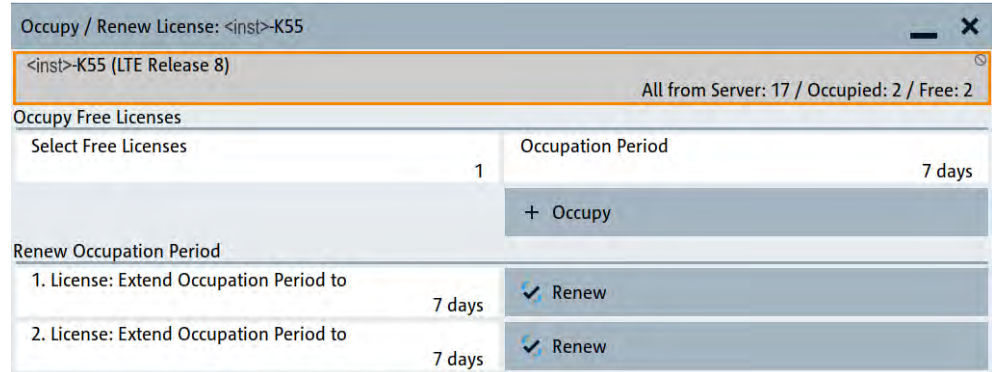 Occupy / Renew License: <inst>-K55
<inst>-K55 (LTE Release 8)
All from Server: 17 / Occupied: 2 / Free: 2
Occupy Free Licenses
Select Free Licenses
1
Occupation Period
7 days
+ Occupy
Renew Occupation Period
1. License: Extend Occupation Period to
7 days
Renew
2. License: Extend Occupation Period to
7 days
Renew